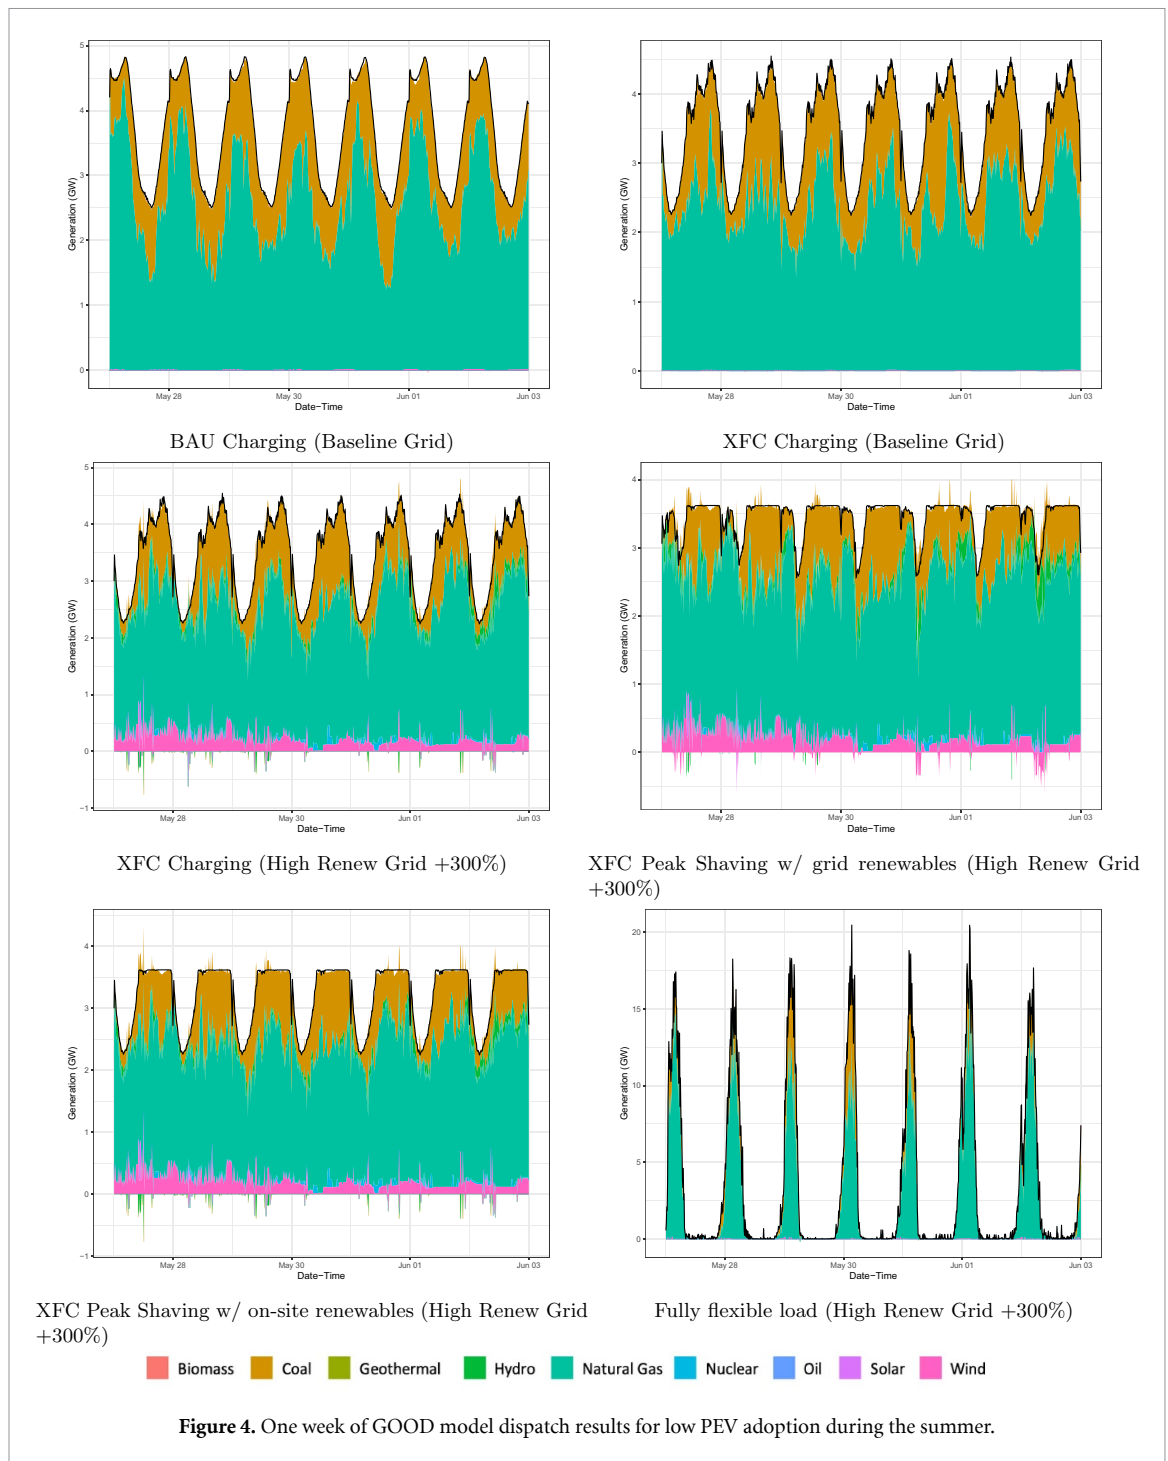 5
4
3
2
1
0
Generation (GW)
May 28
May 30
Jun 01
Jun 03
Date−Time
BAU Charging (Baseline Grid)
4
3
2
1
0
Generation (GW)
May 28
May 30
Jun 01
Jun 03
Date−Time
XFC Charging (Baseline Grid)
5
4
3
2
1
0
−1
Generation (GW)
May 28
May 30
Jun 01
Jun 03
Date−Time
XFC Charging (High Renew Grid +300%)
4
3
2
1
0
Generation (GW)
May 28
May 30
Jun 01
Jun 03
Date−Time
XFC Peak Shaving w/ grid renewables (High Renew Grid
+300%)
4
3
2
1
0
−1
Generation (GW)
May 28
May 30
Jun 01
Jun 03
Date−Time
XFC Peak Shaving w/ on-site renewables (High Renew Grid
+300%)
20
15
10
5
0
Generation (GW)
May 28
May 30
Jun 01
Jun 03
Date−Time
Fully flexible load (High Renew Grid +300%)
Biomass Coal Geothermal Hydro Natural Gas Nuclear Oil Solar Wind
Figure 4. One week of GOOD model dispatch results for low PEV adoption during the summer.